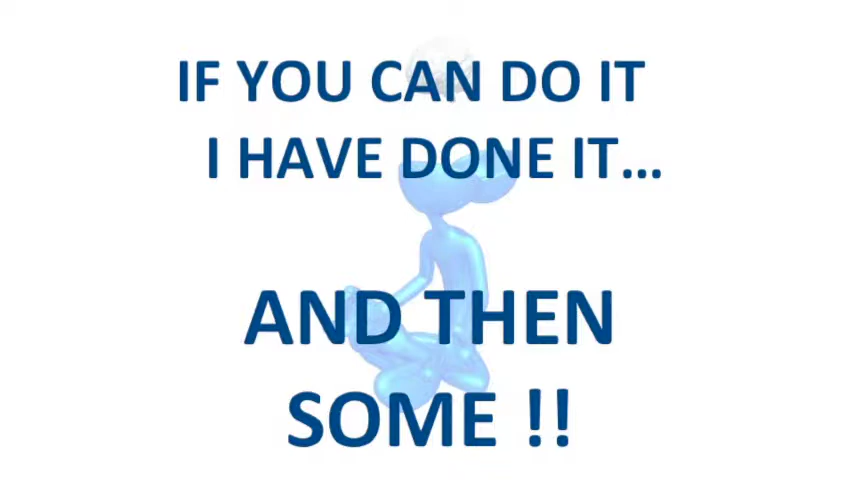 IF YOU CAN DO IT
I HAVE DONE IT...
AND THEN
SOME !!